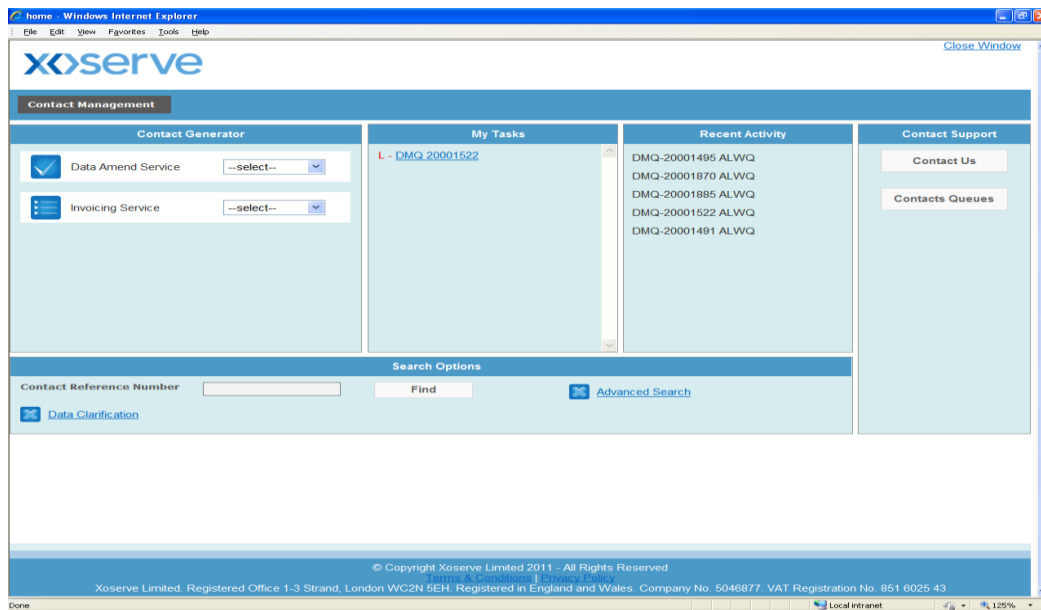 home - Windows Internet Explorer
File Edit View Favorites Tools Help
Close Window
xoserve
Contact Management
Contact Generator
Data Amend Service --select--
Invoicing Service --select--
My Tasks
L - DMQ 20001522
Recent Activity
DMQ-20001495 ALWQ
DMQ-20001870 ALWQ
DMQ-20001885 ALWQ
DMQ-20001522 ALWQ
DMQ-20001491 ALWQ
Contact Support
Contact Us
Contacts Queues
Search Options
Contact Reference Number Find Advanced Search
Data Clarification
© Copyright Xoserve Limited 2011 - All Rights Reserved
Terms & Conditions | Privacy Policy
Xoserve Limited. Registered Office 1-3 Strand, London WC2N 5EH. Registered in England and Wales. Company No. 5046877. VAT Registration No. 851 6025 43
Done Local intranet 125%